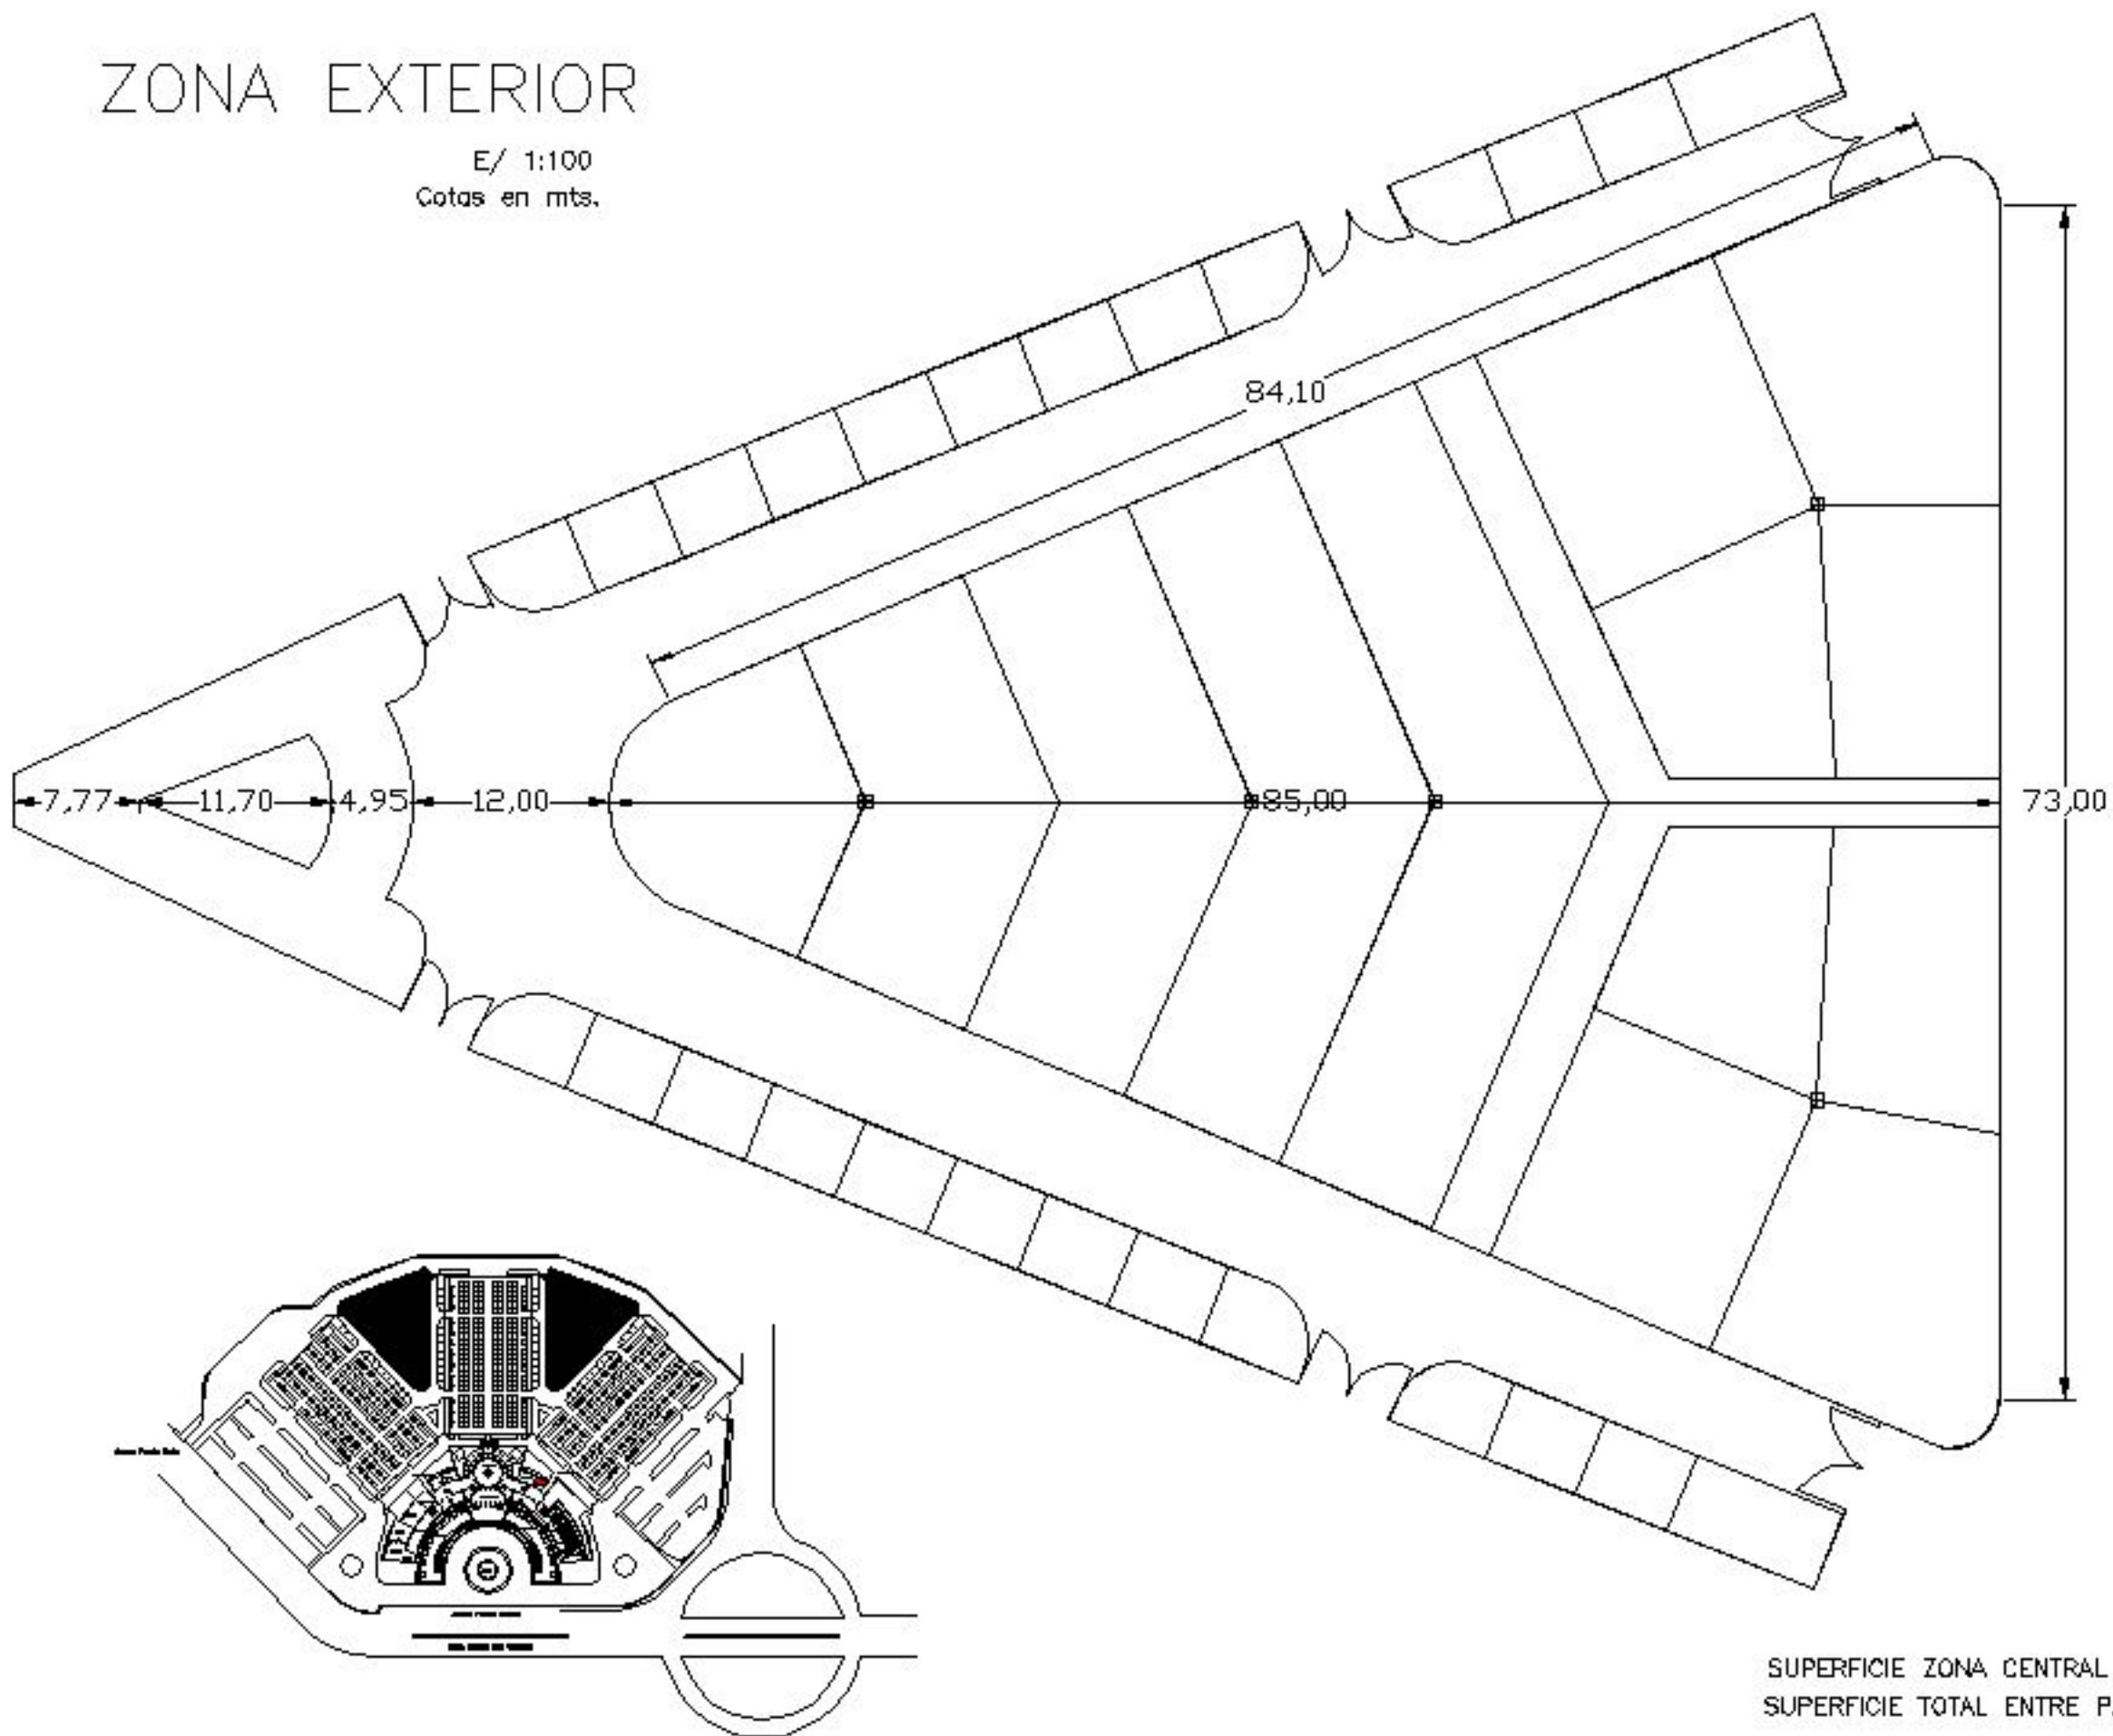 ZONA EXTERIOR
E/ 1:100
Cotas en mts.
84,10
7,77
11,70
4,95
12,00
85,00
73,00
SUPERFICIE ZONA CENTRAL
SUPERFICIE TOTAL ENTRE